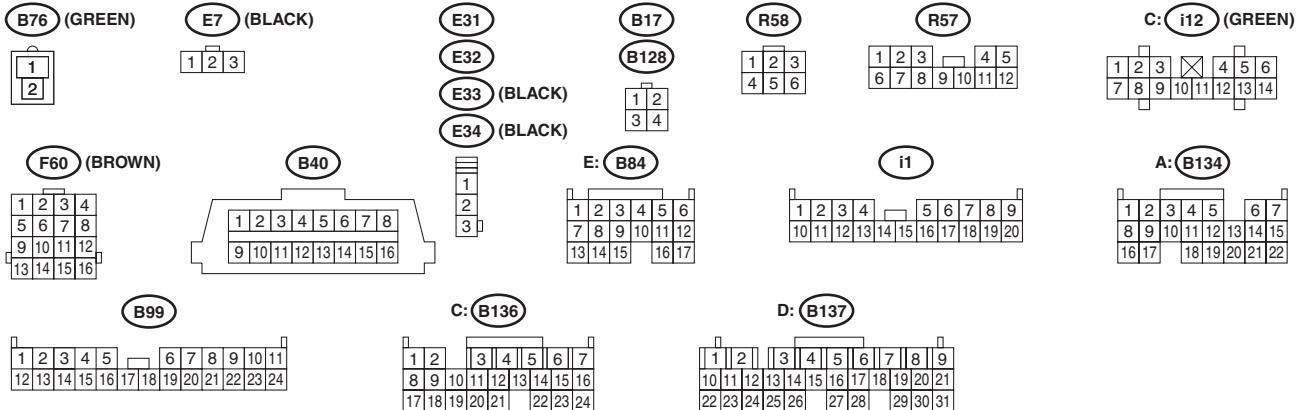 B76 (GREEN) E7 (BLACK) E31 B17 R58 R57 C: i12 (GREEN)
E32 B128
E33 (BLACK)
E34 (BLACK)
1
2
1 2 3
1 2
3 4
1 2 3
4 5 6
1 2 3 4 5
6 7 8 9 10 11 12
1 2 3 4 5 6
7 8 9 10 11 12 13 14
F60 (BROWN) B40 E: B84 i1 A: B134
1 2 3 4
5 6 7 8
9 10 11 12
13 14 15 16
1 2 3 4 5 6 7 8
9 10 11 12 13 14 15 16
1
2
3
1 2 3 4 5 6
7 8 9 10 11 12
13 14 15 16 17
1 2 3 4 5 6 7 8 9
10 11 12 13 14 15 16 17 18 19 20
1 2 3 4 5 6 7
8 9 10 11 12 13 14 15
16 17 18 19 20 21 22
B99 C: B136 D: B137
1 2 3 4 5 6 7 8 9 10 11
12 13 14 15 16 17 18 19 20 21 22 23 24
1 2 3 4 5 6 7
8 9 10 11 12 13 14 15 16
17 18 19 20 21 22 23 24
1 2 3 4 5 6 7 8 9
10 11 12 13 14 15 16 17 18 19 20 21
22 23 24 25 26 27 28 29 30 31